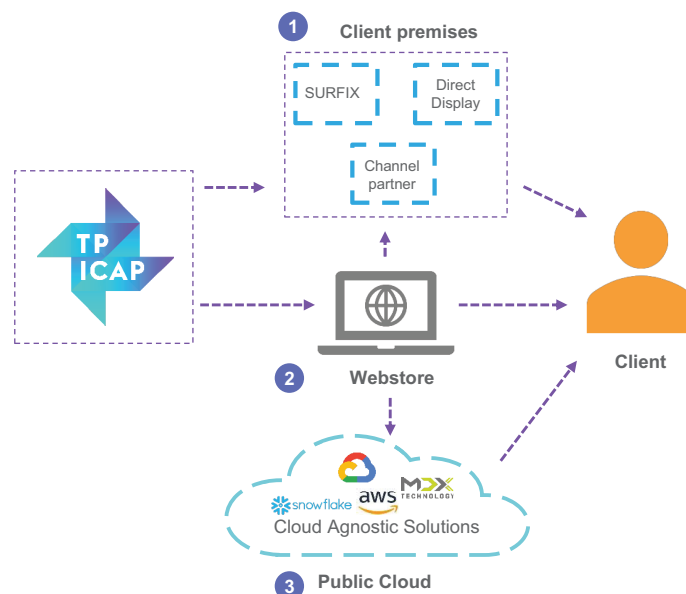 1
Client premises
SURFIX
Direct
Display
Channel
partner
TP
ICAP
Client
2
Webstore
MDX
TECHNOLOGY
snowflake
aws
Cloud Agnostic Solutions
3
Public Cloud